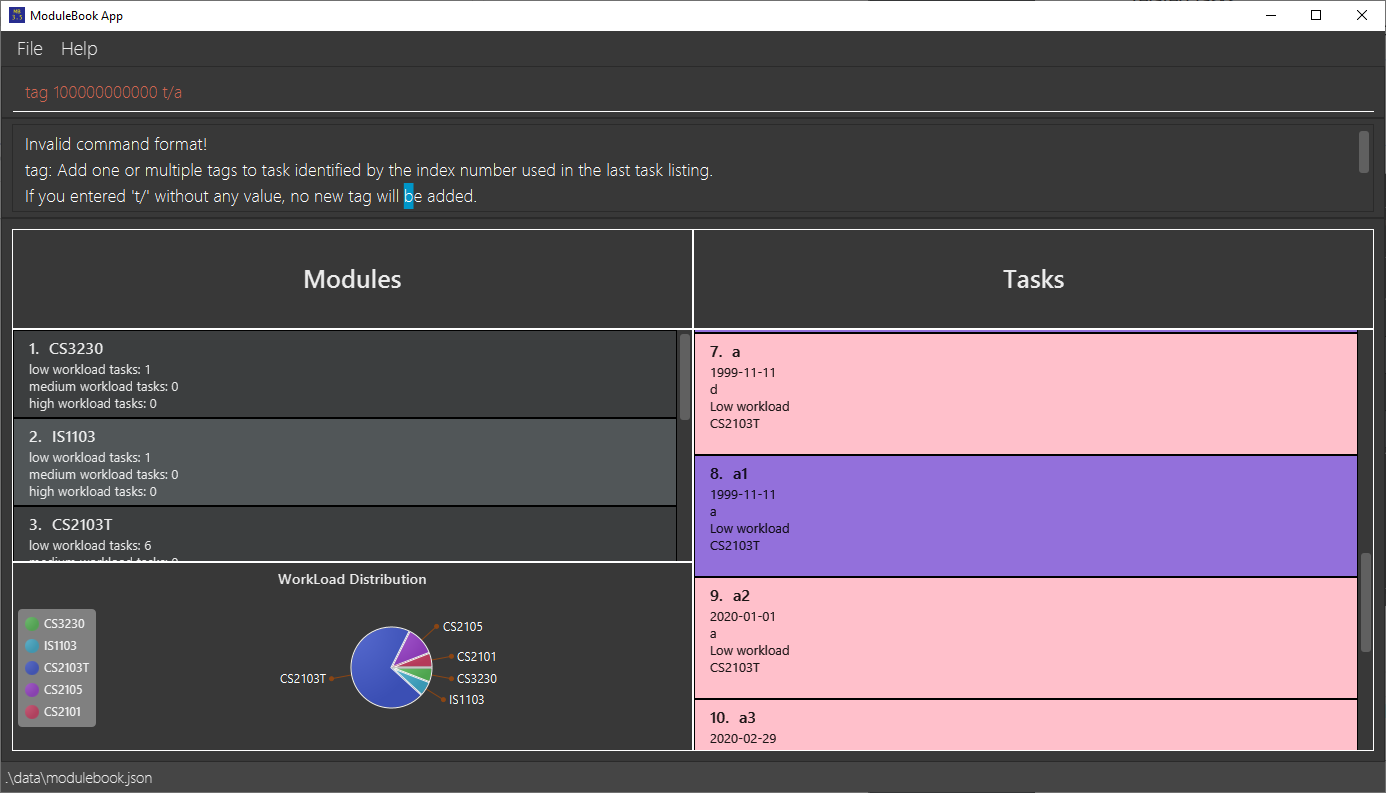 ModuleBook App
File Help
tag 100000000000 t/a
Invalid command format!
tag: Add one or multiple tags to task identified by the index number used in the last task listing.
If you entered 't/' without any value, no new tag will be added.
Modules
Tasks
1. CS3230
low workload tasks: 1
medium workload tasks: 0
high workload tasks: 0
2. IS1103
low workload tasks: 1
medium workload tasks: 0
high workload tasks: 0
3. CS2103T
low workload tasks: 6
medium workload tasks: 0
7. a
1999-11-11
d
Low workload
CS2103T
8. a1
1999-11-11
a
Low workload
CS2103T
9. a2
2020-01-01
a
Low workload
CS2103T
10. a3
2020-02-29
WorkLoad Distribution
CS3230
IS1103
CS2103T
CS2105
CS2101
CS2105
CS2101
CS2103T
CS3230
IS1103
.\data\modulebook.json